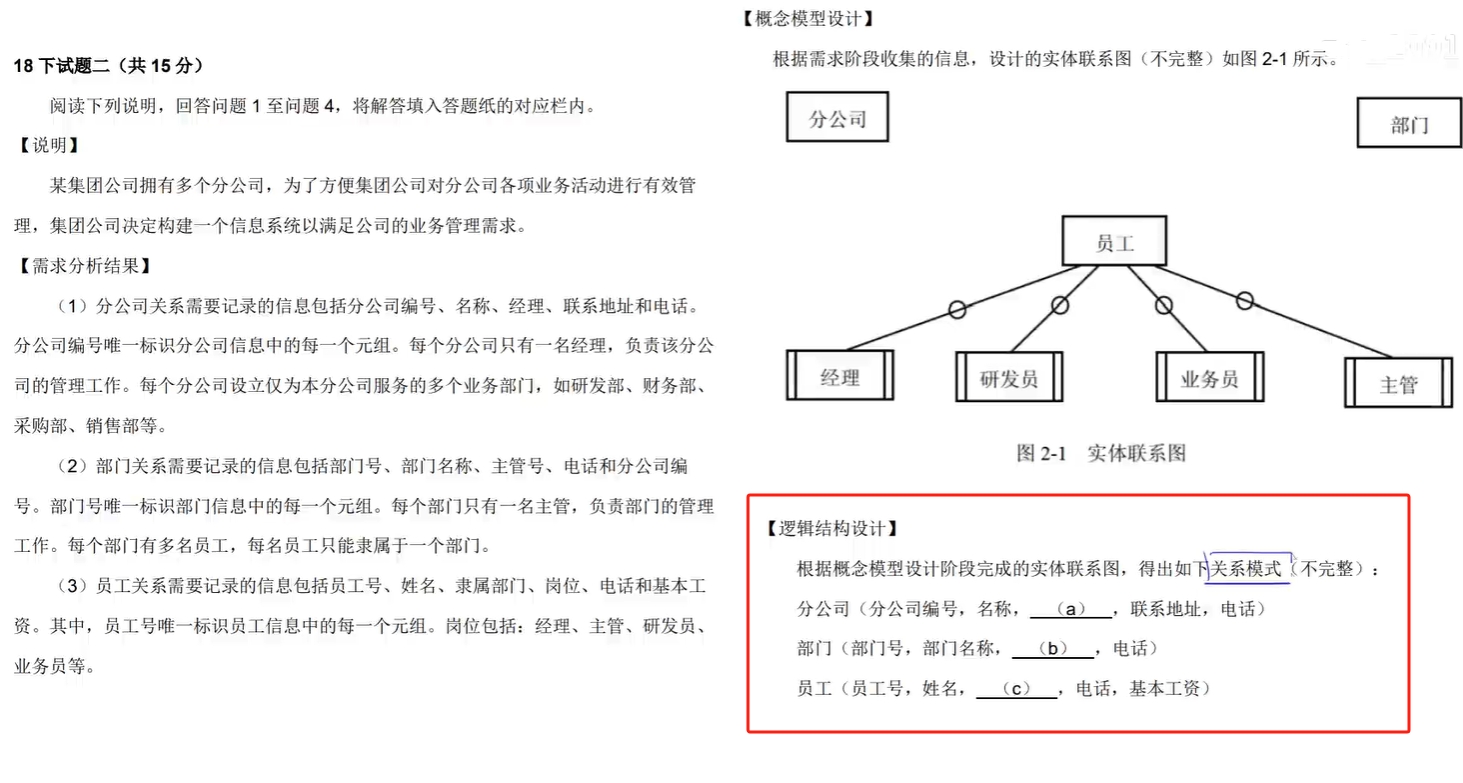 18 下试题二（共 15 分）
阅读下列说明，回答问题 1 至问题 4，将解答填入答题纸的对应栏内。
【说明】
某集团公司拥有多个分公司，为了方便集团公司对分公司各项业务活动进行有效管
理，集团公司决定构建一个信息系统以满足公司的业务管理需求。
【需求分析结果】
（1）分公司关系需要记录的信息包括分公司编号、名称、经理、联系地址和电话。
分公司编号唯一标识分公司信息中的每一个元组。每个分公司只有一名经理，负责该分公
司的管理工作。每个分公司设立仅为本分公司服务的多个业务部门，如研发部、财务部、
采购部、销售部等。
（2）部门关系需要记录的信息包括部门号、部门名称、主管号、电话和分公司编
号。部门号唯一标识部门信息中的每一个元组。每个部门只有一名主管，负责部门的管理
工作。每个部门有多名员工，每名员工只能隶属于一个部门。
（3）员工关系需要记录的信息包括员工号、姓名、隶属部门、岗位、电话和基本工
资。其中，员工号唯一标识员工信息中的每一个元组。岗位包括：经理、主管、研发员、
业务员等。
【概念模型设计】
根据需求阶段收集的信息，设计的实体联系图（不完整）如图 2-1 所示。
分公司
部门
员工
经理
研发员
业务员
主管
图 2-1 实体联系图
【逻辑结构设计】
根据概念模型设计阶段完成的实体联系图，得出如下关系模式（不完整）：
分公司（分公司编号，名称，（a），联系地址，电话）
部门（部门号，部门名称，（b），电话）
员工（员工号，姓名，（c），电话，基本工资）